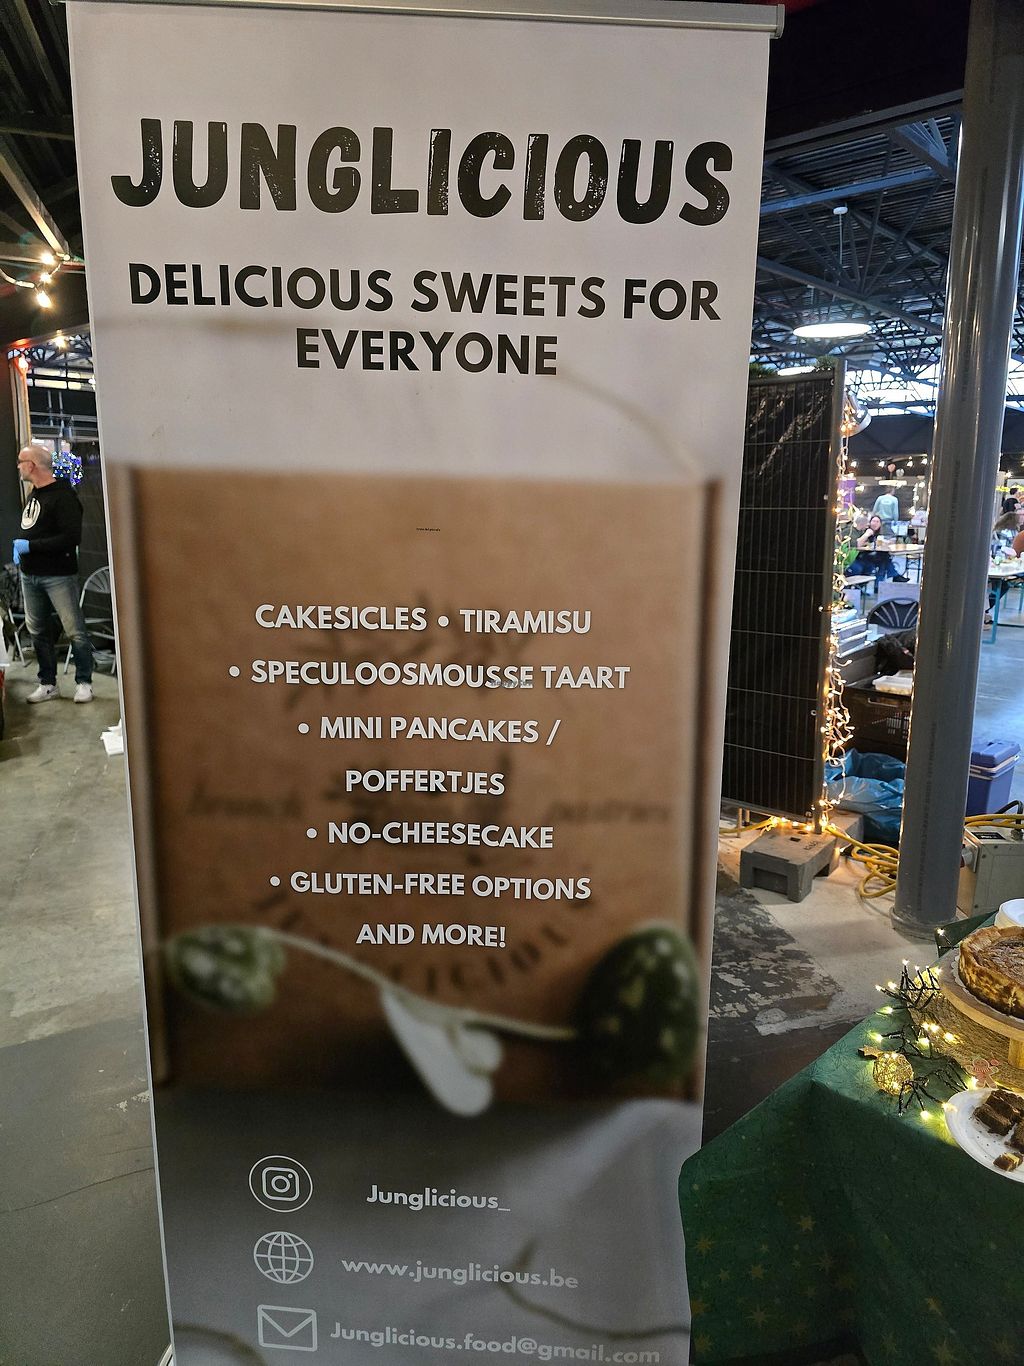 JUNGLICIOUS
DELICIOUS SWEETS FOR
EVERYONE
CAKESICLES • TIRAMISU
• SPECULOOSMOUSSE TAART
• MINI PANCAKES /
POFFERTJES
• NO-CHEESECAKE
• GLUTEN-FREE OPTIONS
AND MORE!
Junglicious_
www.junglicious.be
Junglicious.food@gmail.com